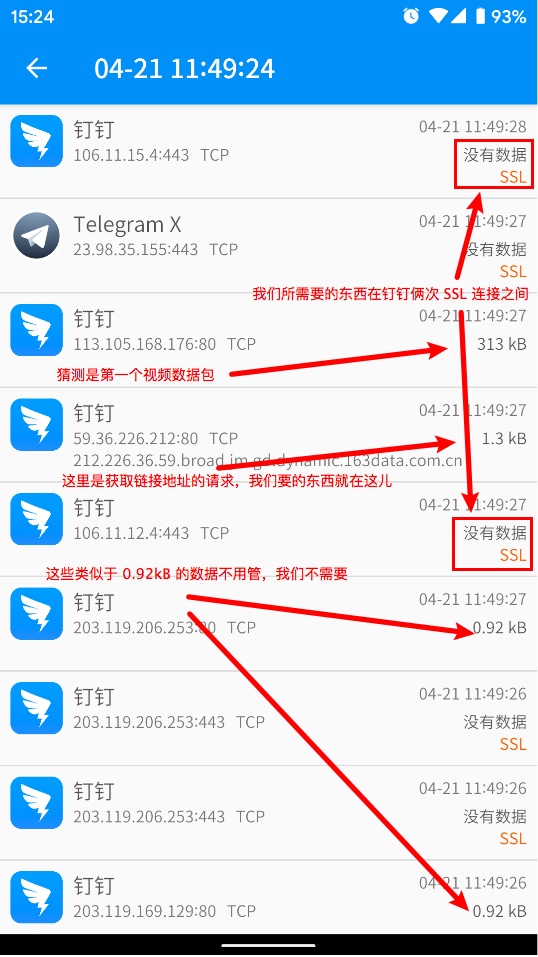 15:24
93%
04-21 11:49:24
钉钉
04-21 11:49:28
106.11.15.4:443 TCP
没有数据
SSL
Telegram X
04-21 11:49:27
23.98.35.155:443 TCP
没有数据
SSL
我们所需要的东西在钉钉俩次 SSL 连接之间
钉钉
04-21 11:49:27
113.105.168.176:80 TCP
313 kB
猜测是第一个视频数据包
钉钉
04-21 11:49:27
59.36.226.212:80 TCP
1.3 kB
212.226.36.59.broad.jm.gd.dynamic.163data.com.cn
这里是获取链接地址的请求，我们要的东西就在这儿
钉钉
04-21 11:49:27
106.11.12.4:443 TCP
没有数据
SSL
这些类似于 0.92kB 的数据不用管，我们不需要
钉钉
04-21 11:49:27
203.119.206.253:80 TCP
0.92 kB
钉钉
04-21 11:49:26
203.119.206.253:443 TCP
没有数据
SSL
钉钉
04-21 11:49:26
203.119.206.253:443 TCP
没有数据
SSL
钉钉
04-21 11:49:26
203.119.169.129:80 TCP
0.92 kB